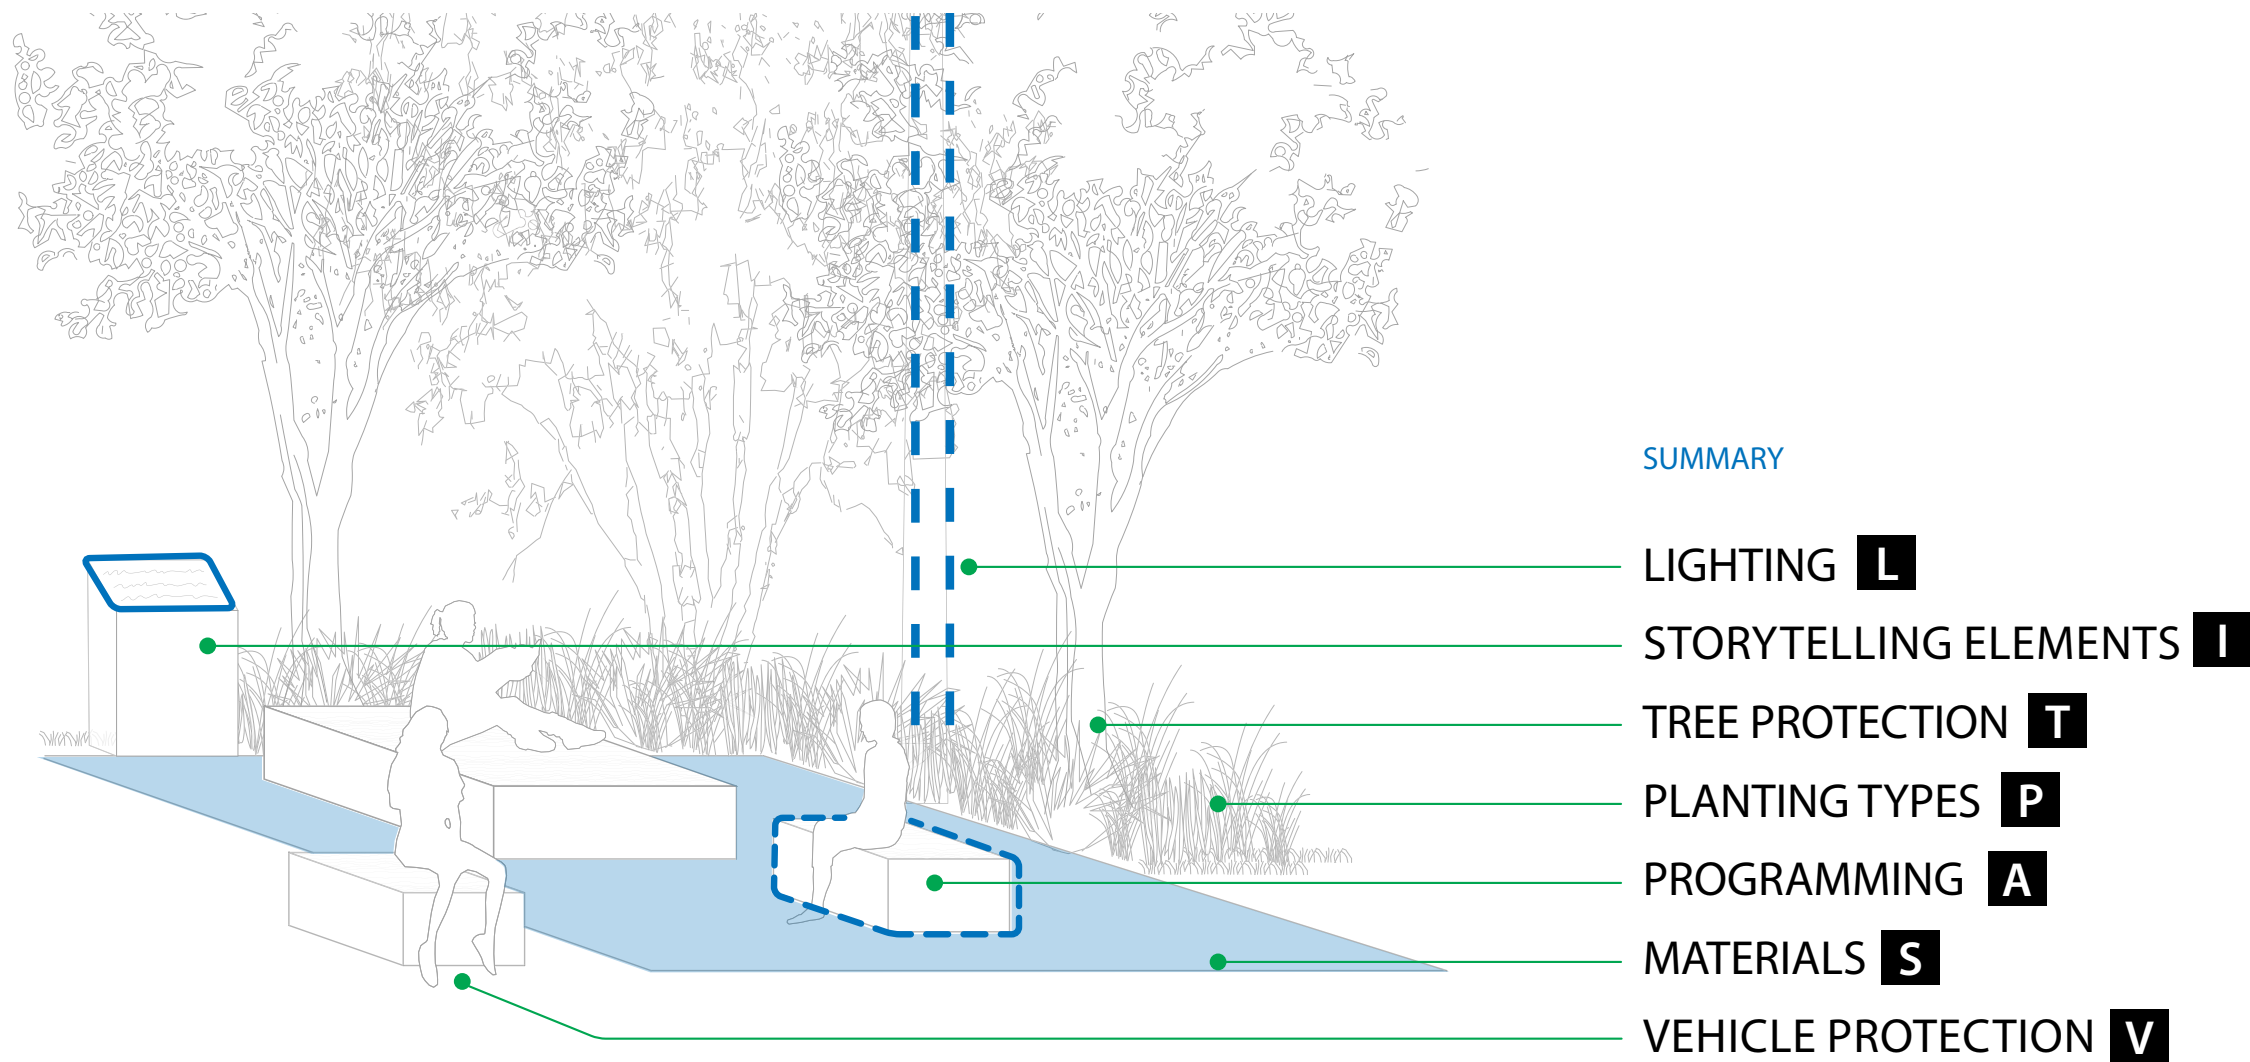 SUMMARY
LIGHTING L
STORYTELLING ELEMENTS I
TREE PROTECTION T
PLANTING TYPES P
PROGRAMMING A
MATERIALS S
VEHICLE PROTECTION V